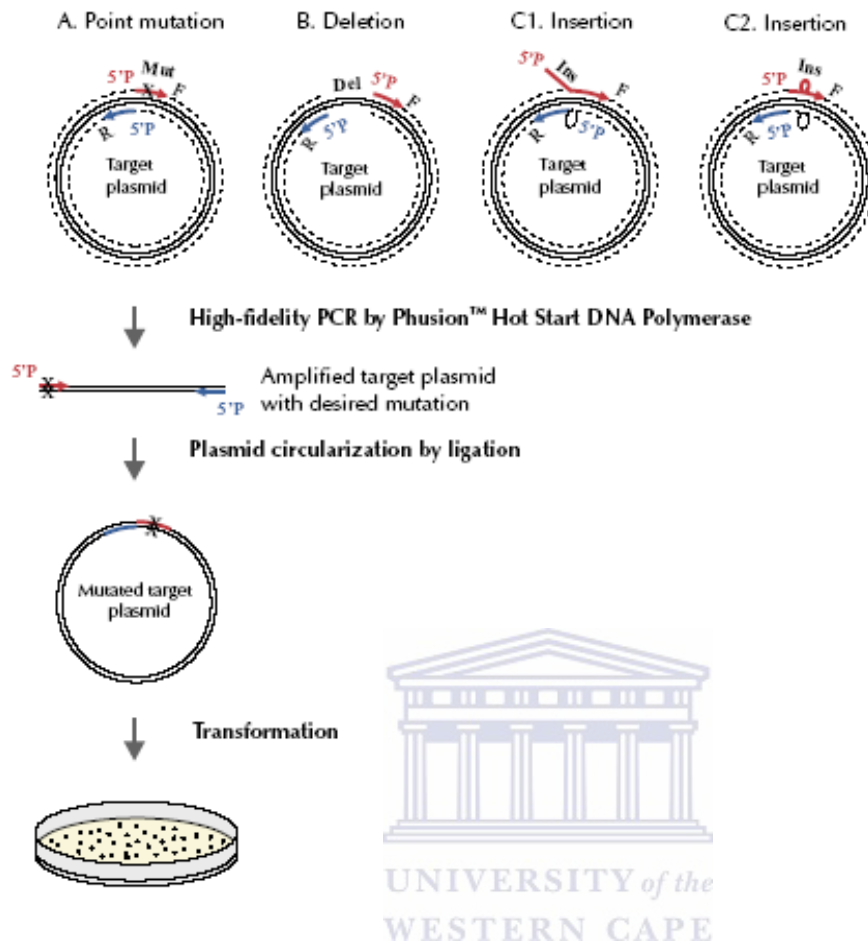 A. Point mutation
B. Deletion
C1. Insertion
C2. Insertion
5'P Mut X F
R 5'P
Target
plasmid
Del 5'P F
R 5'P
Target
plasmid
5'P Ins F
R 5'P
Target
plasmid
Ins
5'P F
R 5'P
Target
plasmid
High-fidelity PCR by Phusion™ Hot Start DNA Polymerase
5'P
X
X
5'P
Amplified target plasmid
with desired mutation
Plasmid circularization by ligation
X
Mutated target
plasmid
Transformation
UNIVERSITY of the
WESTERN CAPE